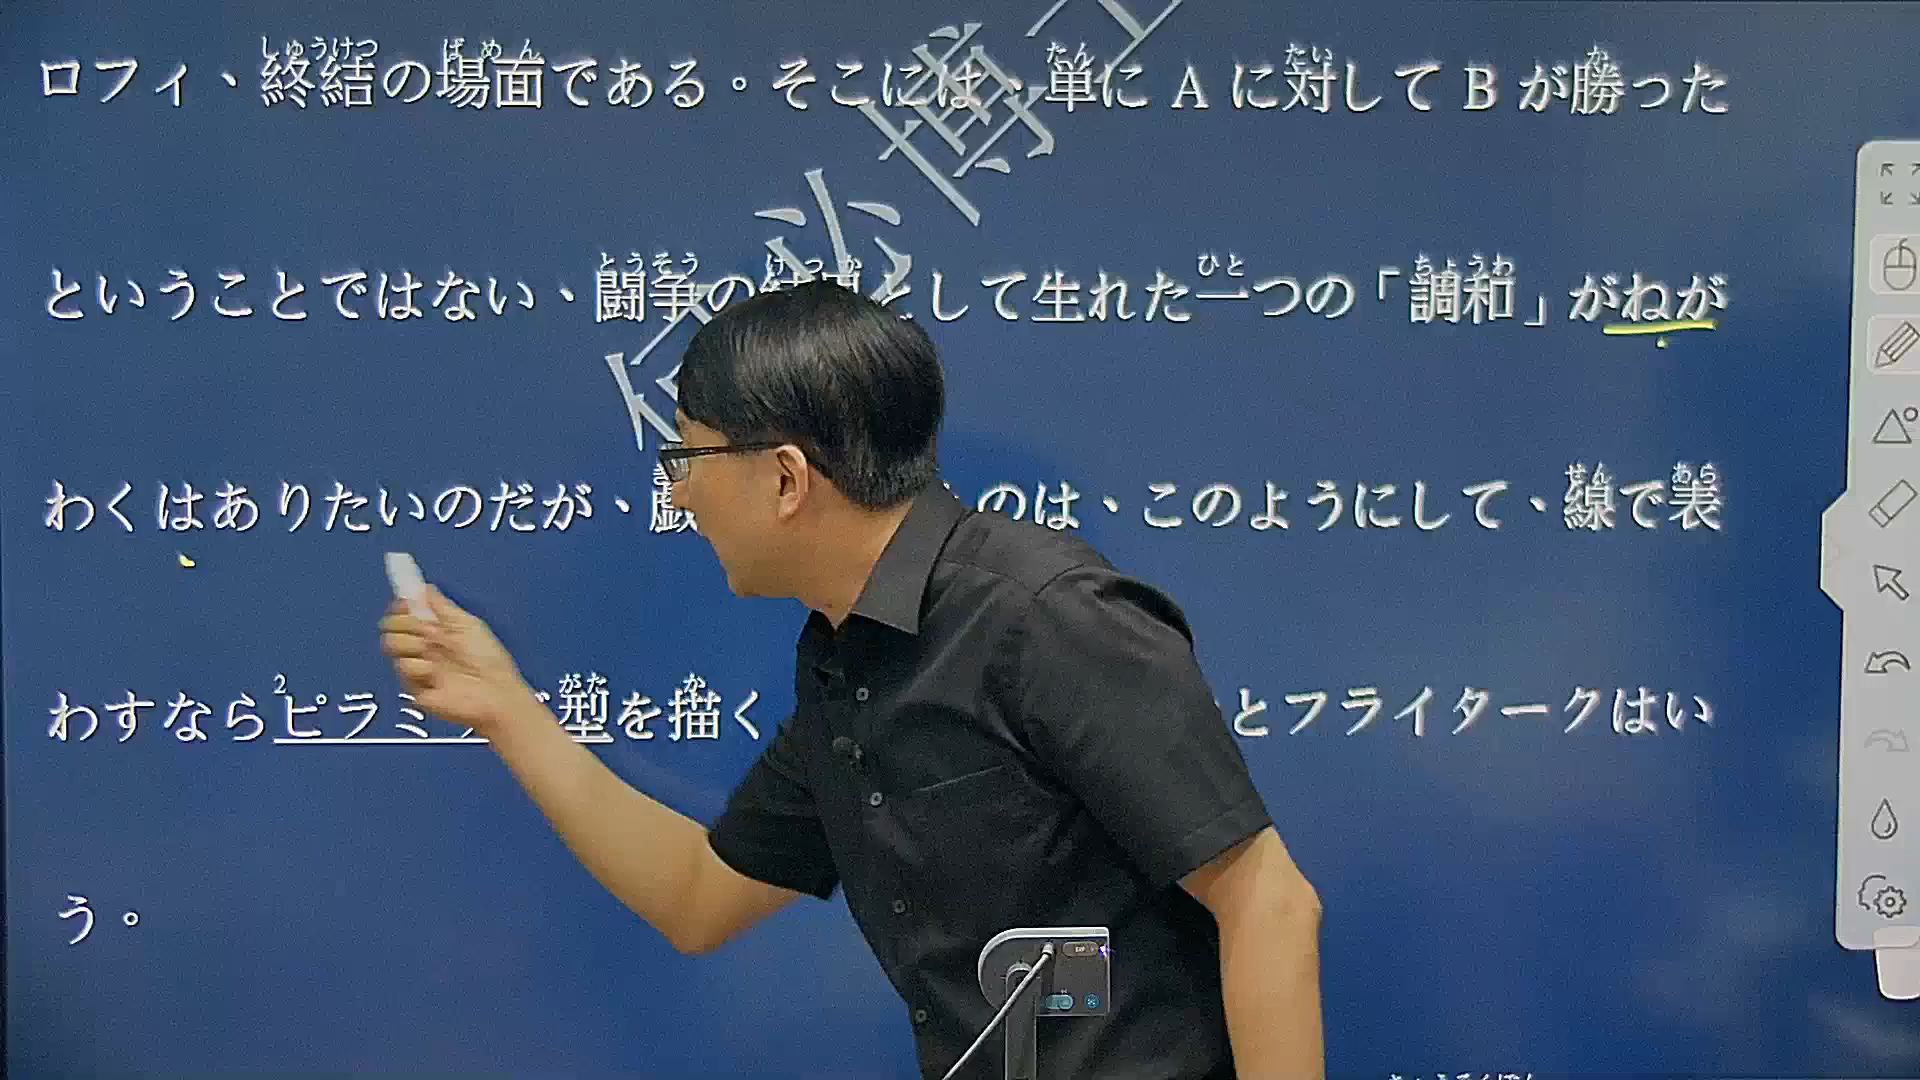 ロフィ、終結の場面である。そこには、単に A に対して B が勝った
ということではない、闘争の結果として生れた一つの「調和」がねが
わくはありたいのだが、戯 のは、このようにして、線で表
わすなら2ピラミ 型を描く とフライタークはい
う。